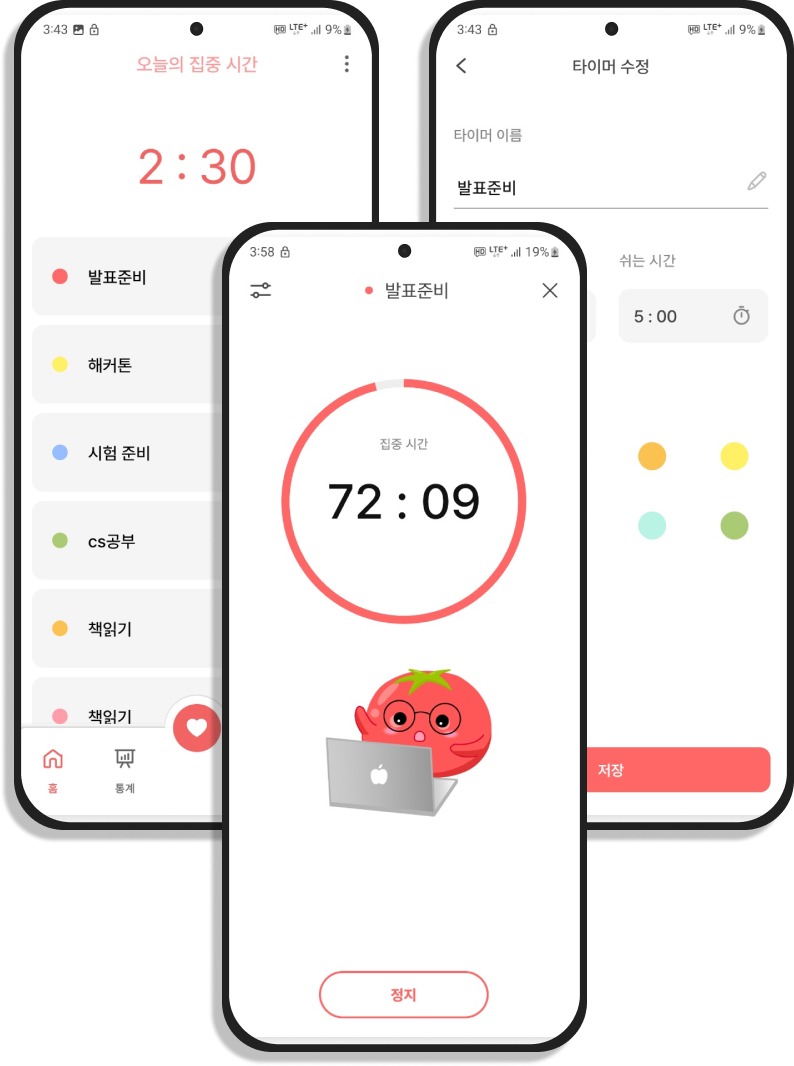 3:43
LTE+
9%
오늘의 집중 시간
2 : 30
발표준비
해커톤
시험 준비
cs공부
책읽기
책읽기
홈
통계
3:43
HD LTE+ 9%
타이머 수정
타이머 이름
발표준비
쉬는 시간
5 : 00
저장
3:58
HD LTE+ 19%
발표준비
집중 시간
72 : 09
정지